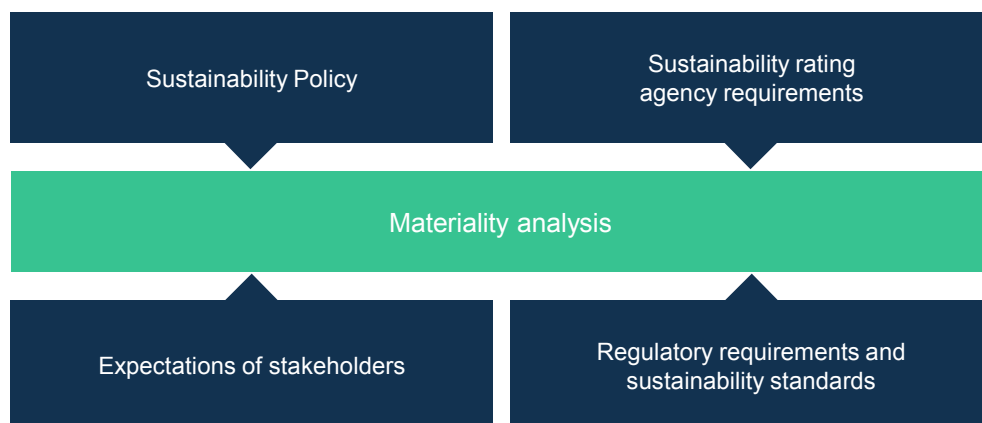 Sustainability Policy
Sustainability rating
agency requirements
Materiality analysis
Expectations of stakeholders
Regulatory requirements and
sustainability standards